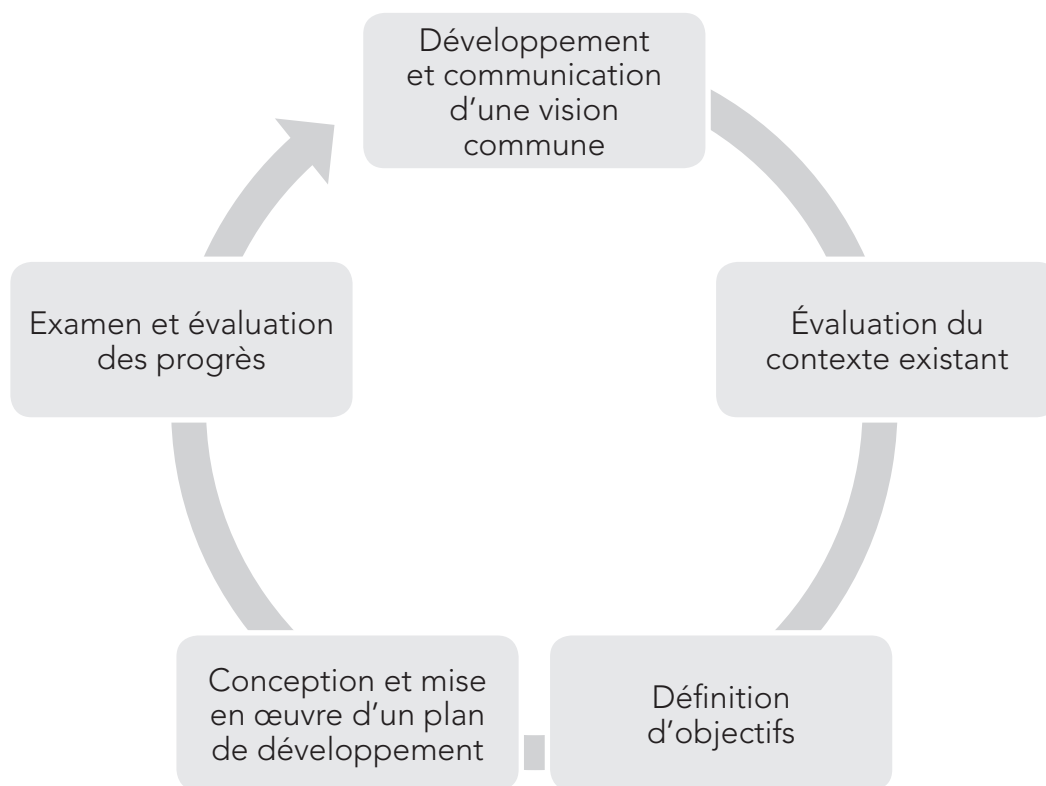 Développement
et communication
d’une vision
commune
Évaluation du
contexte existant
Définition
d’objectifs
Conception et mise
en œuvre d’un plan
de développement
Examen et évaluation
des progrès